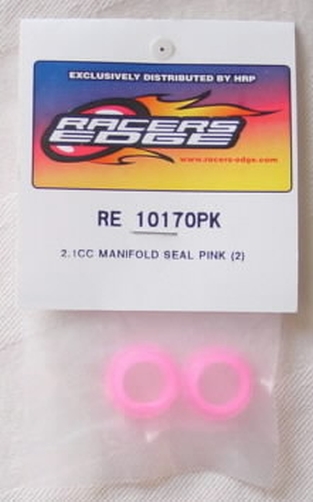 EXCLUSIVELY DISTRIBUTED BY HRP
RACERS
EDGE
www.racers-edge.com
RE 10170PK
2.1CC MANIFOLD SEAL PINK (2)